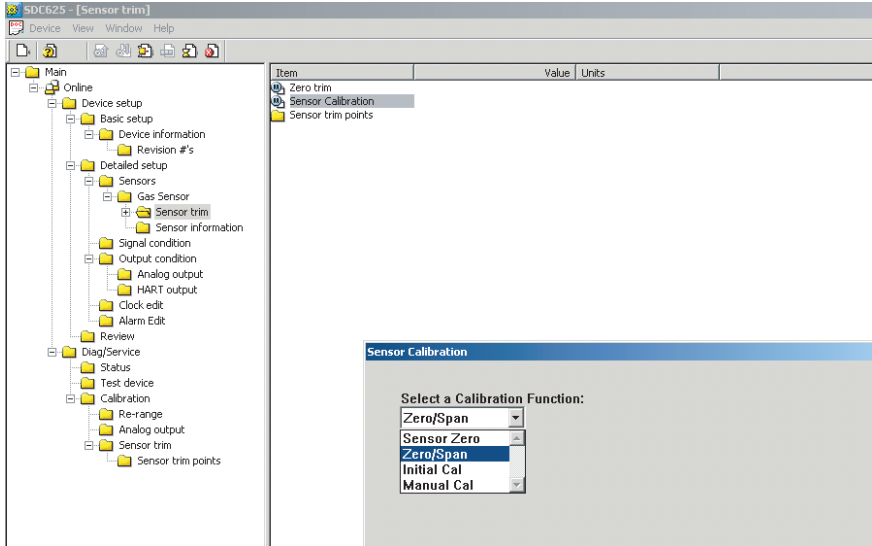 SDC625 - [Sensor trim]
Device View Window Help
Main
Online
Device setup
Basic setup
Device information
Revision #'s
Detailed setup
Sensors
Gas Sensor
Sensor trim
Sensor information
Signal condition
Output condition
Analog output
HART output
Clock edit
Alarm Edit
Review
Diag/Service
Status
Test device
Calibration
Re-range
Analog output
Sensor trim
Sensor trim points
Item Value Units
Zero trim
Sensor Calibration
Sensor trim points
Sensor Calibration
Select a Calibration Function:
Zero/Span
Sensor Zero
Zero/Span
Initial Cal
Manual Cal